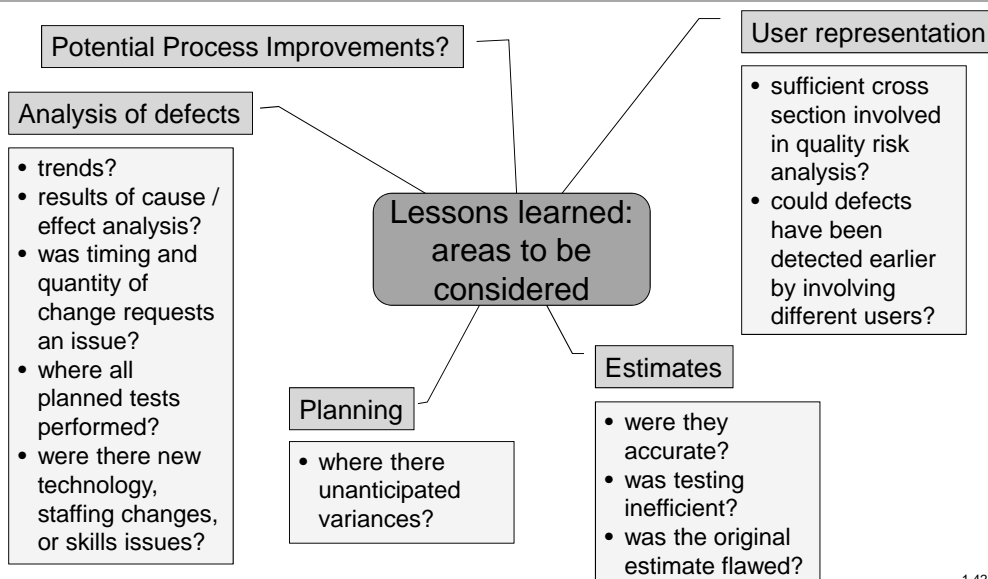 Potential Process Improvements?
User representation
Analysis of defects
• trends?
• results of cause /
effect analysis?
• was timing and
quantity of
change requests
an issue?
• where all
planned tests
performed?
• were there new
technology,
staffing changes,
or skills issues?
Lessons learned:
areas to be
considered
• sufficient cross
section involved
in quality risk
analysis?
• could defects
have been
detected earlier
by involving
different users?
Planning
• where there
unanticipated
variances?
Estimates
• were they
accurate?
• was testing
inefficient?
• was the original
estimate flawed?